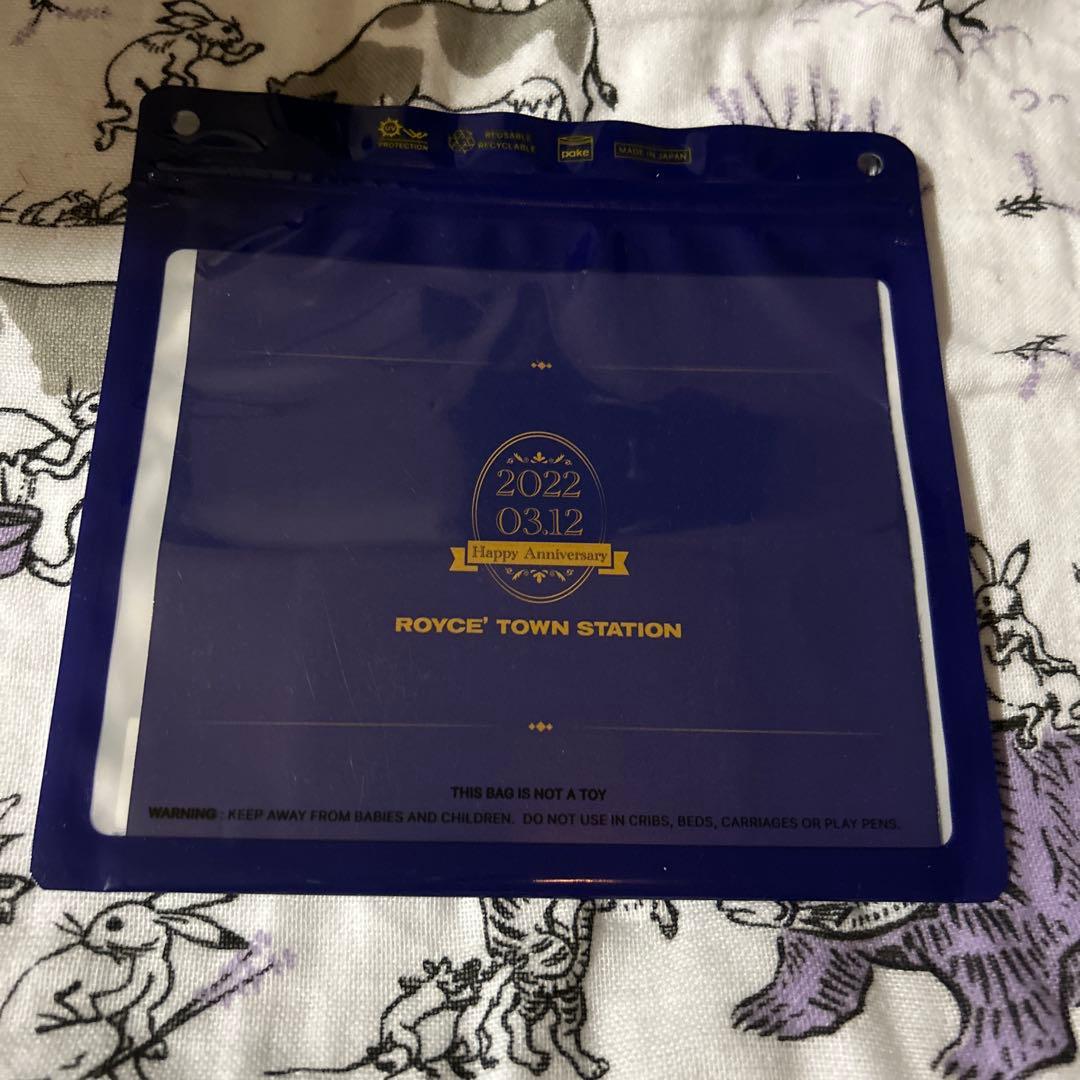 UV PROTECTION
REUSABLE
RECYCLABLE
pake
MADE IN JAPAN
2022
03.12
Happy Anniversary
ROYCE' TOWN STATION
THIS BAG IS NOT A TOY
WARNING : KEEP AWAY FROM BABIES AND CHILDREN. DO NOT USE IN CRIBS, BEDS, CARRIAGES OR PLAY PENS.